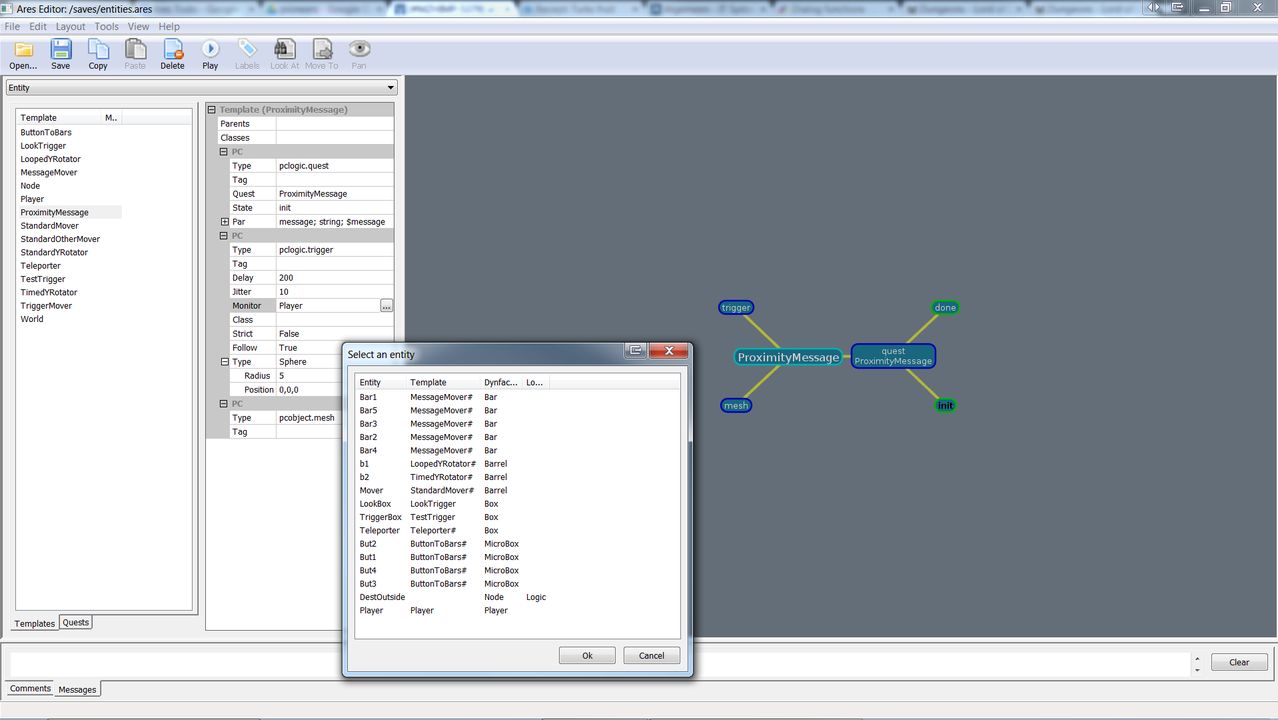 Ares Editor: /saves/entities.ares
File Edit Layout Tools View Help
Open... Save Copy Paste Delete Play Labels Look At Move To Pan
Entity
Template M..
ButtonToBars
LookTrigger
LoopedYRotator
MessageMover
Node
Player
ProximityMessage
StandardMover
StandardOtherMover
StandardYRotator
Teleporter
TestTrigger
TimedYRotator
TriggerMover
World
Templates Quests
Template (ProximityMessage)
Parents
Classes
PC
Type pclogic.quest
Tag
Quest ProximityMessage
State init
Par message; string; $message
PC
Type pclogic.trigger
Tag
Delay 200
Jitter 10
Monitor Player ...
Class
Strict False
Follow True
Type Sphere
Radius 5
Position 0,0,0
PC
Type pcobject.mesh
Tag
Select an entity
Entity Template Dynfac... Lo...
Bar1 MessageMover# Bar
Bar5 MessageMover# Bar
Bar3 MessageMover# Bar
Bar2 MessageMover# Bar
Bar4 MessageMover# Bar
b1 LoopedYRotator# Barrel
b2 TimedYRotator# Barrel
Mover StandardMover# Barrel
LookBox LookTrigger Box
TriggerBox TestTrigger Box
Teleporter Teleporter# Box
But2 ButtonToBars# MicroBox
But1 ButtonToBars# MicroBox
But4 ButtonToBars# MicroBox
But3 ButtonToBars# MicroBox
DestOutside Node Logic
Player Player Player
Ok Cancel
trigger done
ProximityMessage quest
ProximityMessage
mesh init
Clear
Comments Messages